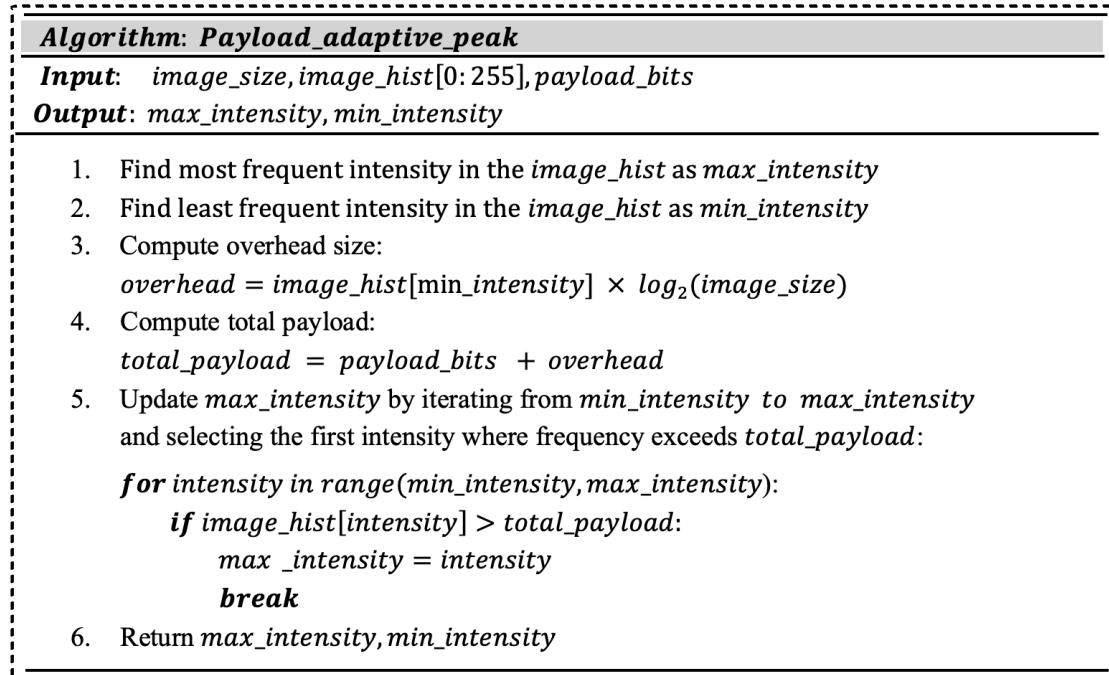 Algorithm: Payload_adaptive_peak
Input: image_size, image_hist[0: 255], payload_bits
Output: max_intensity, min_intensity
1. Find most frequent intensity in the image_hist as max_intensity
2. Find least frequent intensity in the image_hist as min_intensity
3. Compute overhead size:
overhead = image_hist[min_intensity] × log₂(image_size)
4. Compute total payload:
total_payload = payload_bits + overhead
5. Update max_intensity by iterating from min_intensity to max_intensity
and selecting the first intensity where frequency exceeds total_payload:
for intensity in range(min_intensity, max_intensity):
if image_hist[intensity] > total_payload:
max _intensity = intensity
break
6. Return max_intensity, min_intensity